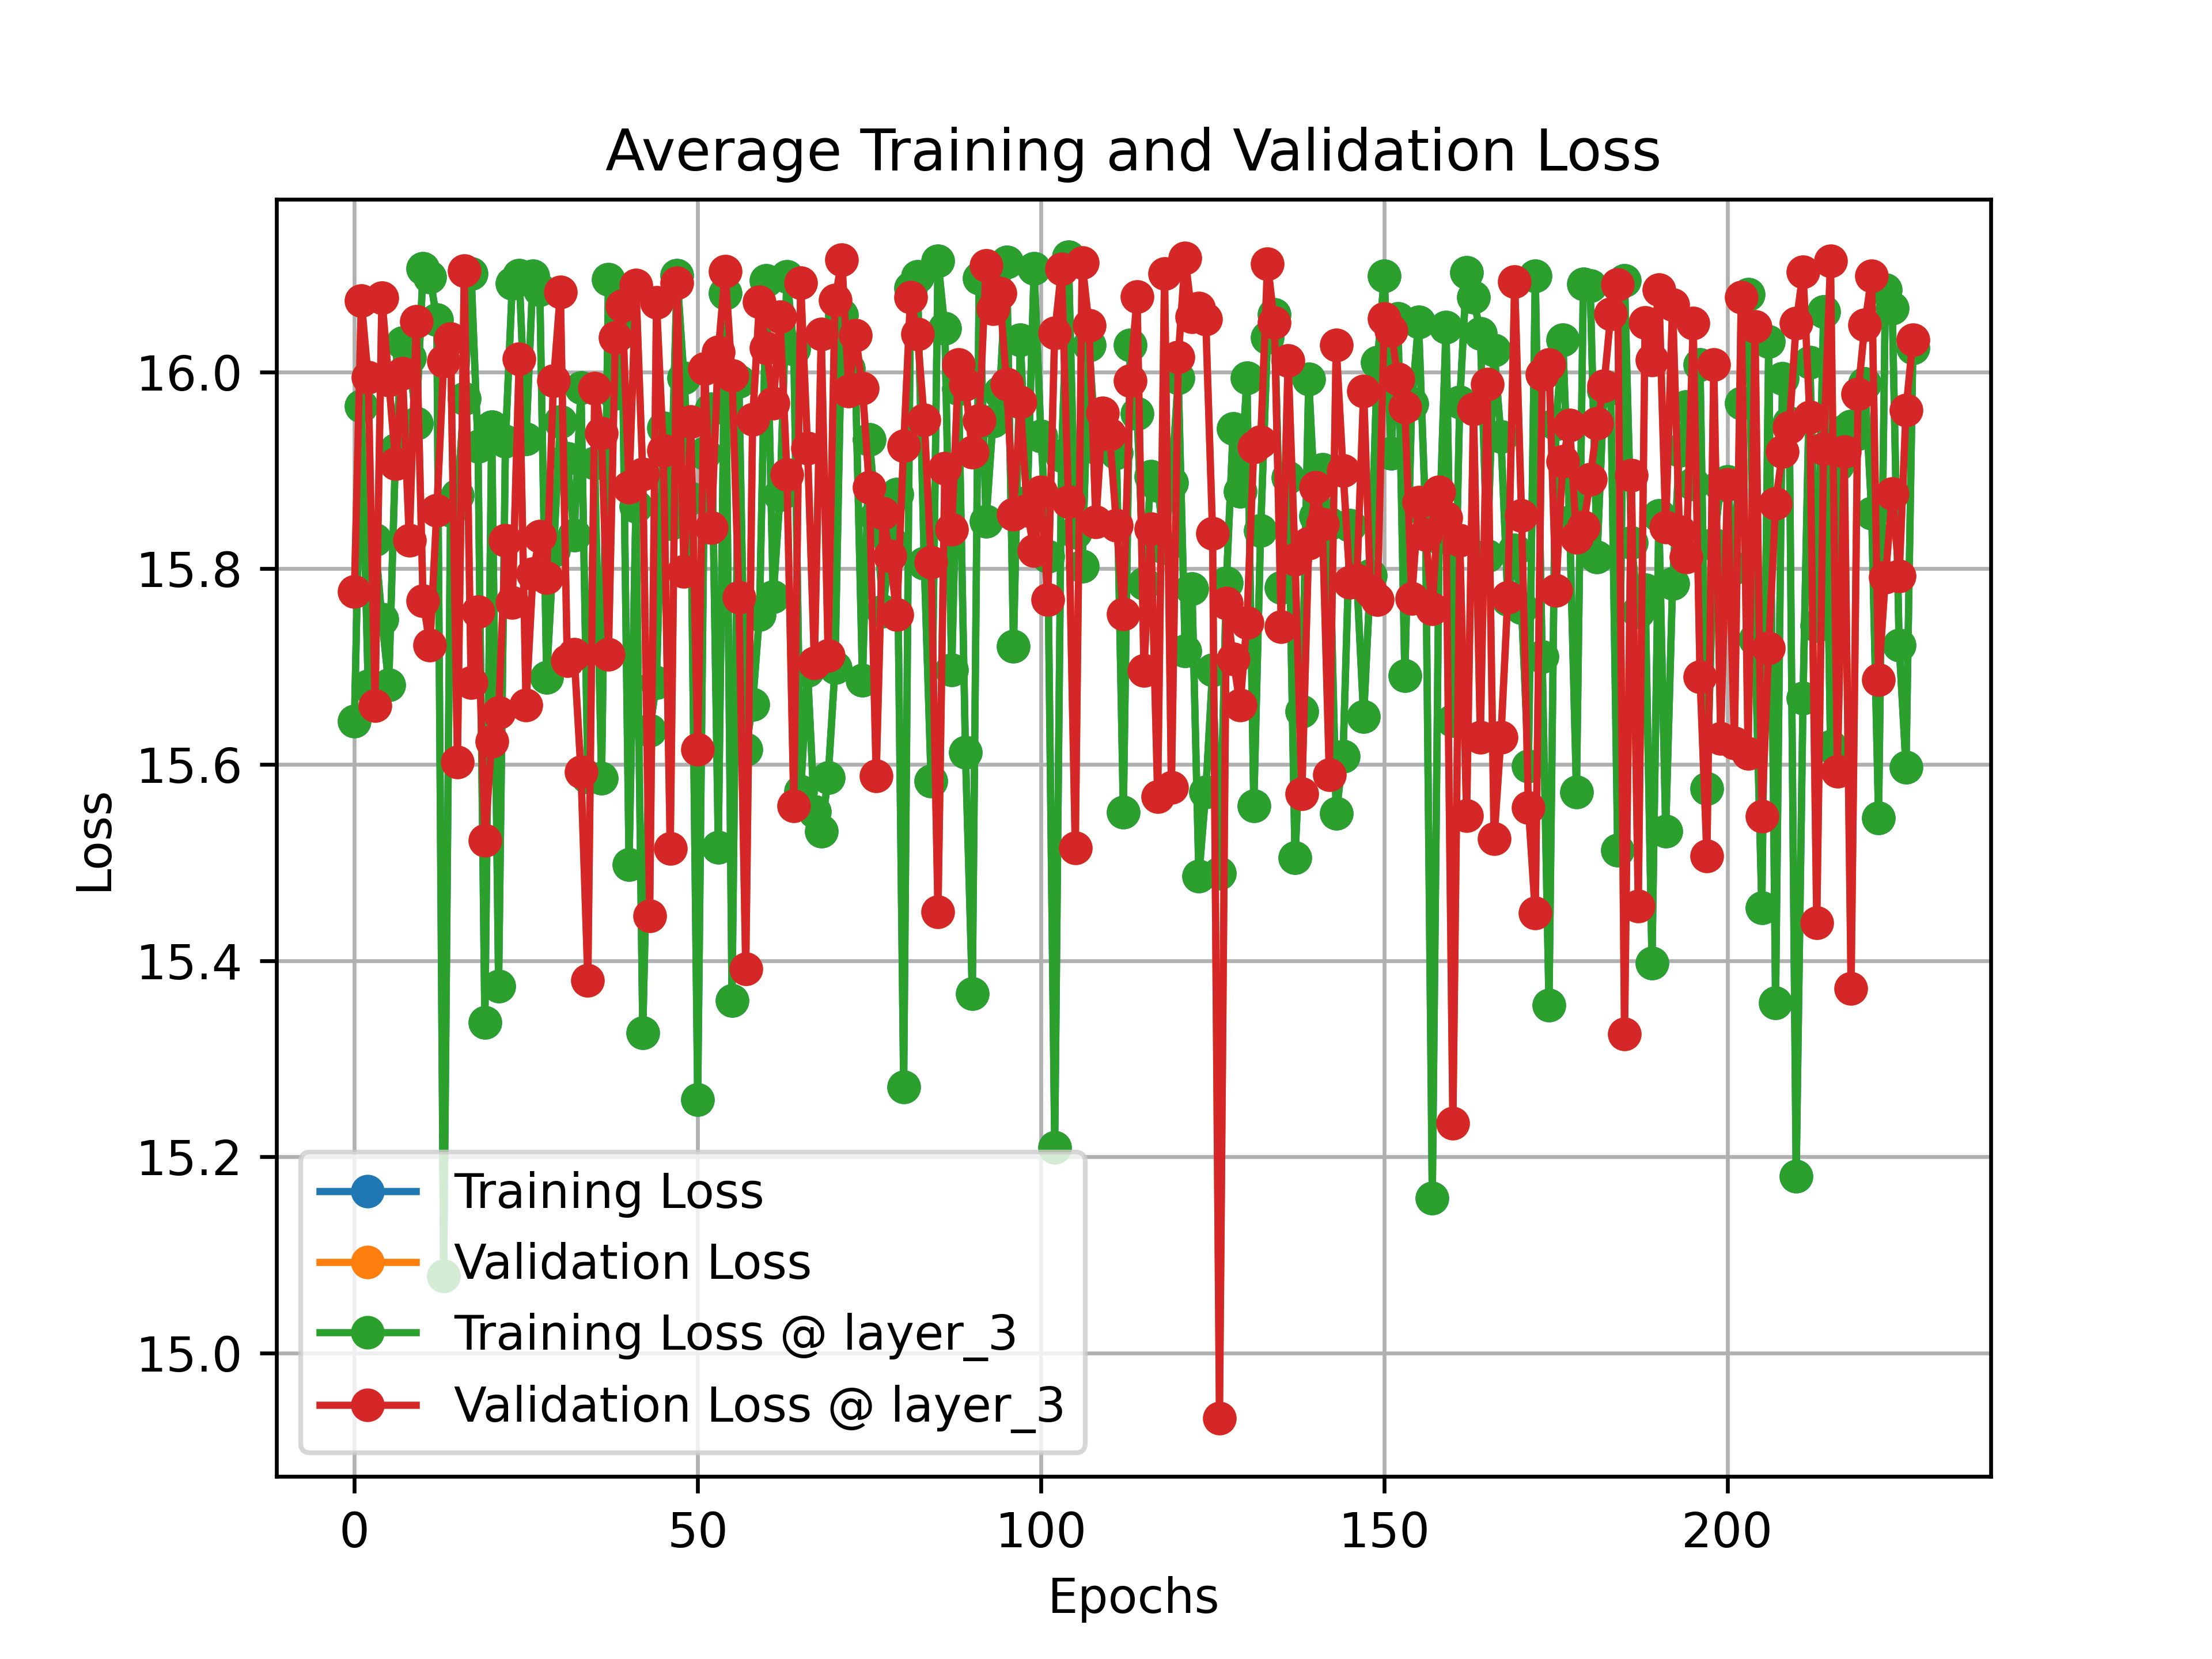 Average Training and Validation Loss
16.0
15.8
15.6
15.4
15.2
15.0
Loss
Training Loss
Validation Loss
Training Loss @ layer_3
Validation Loss @ layer_3
0 50 100 150 200
Epochs